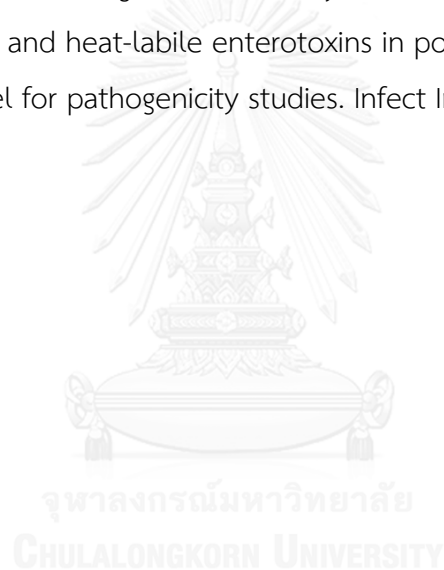 and heat-labile enterotoxins in po
el for pathogenicity studies. Infect I
จุฬาลงกรณ์มหาวิทยาลัย
CHULALONGKORN UNIVERSITY